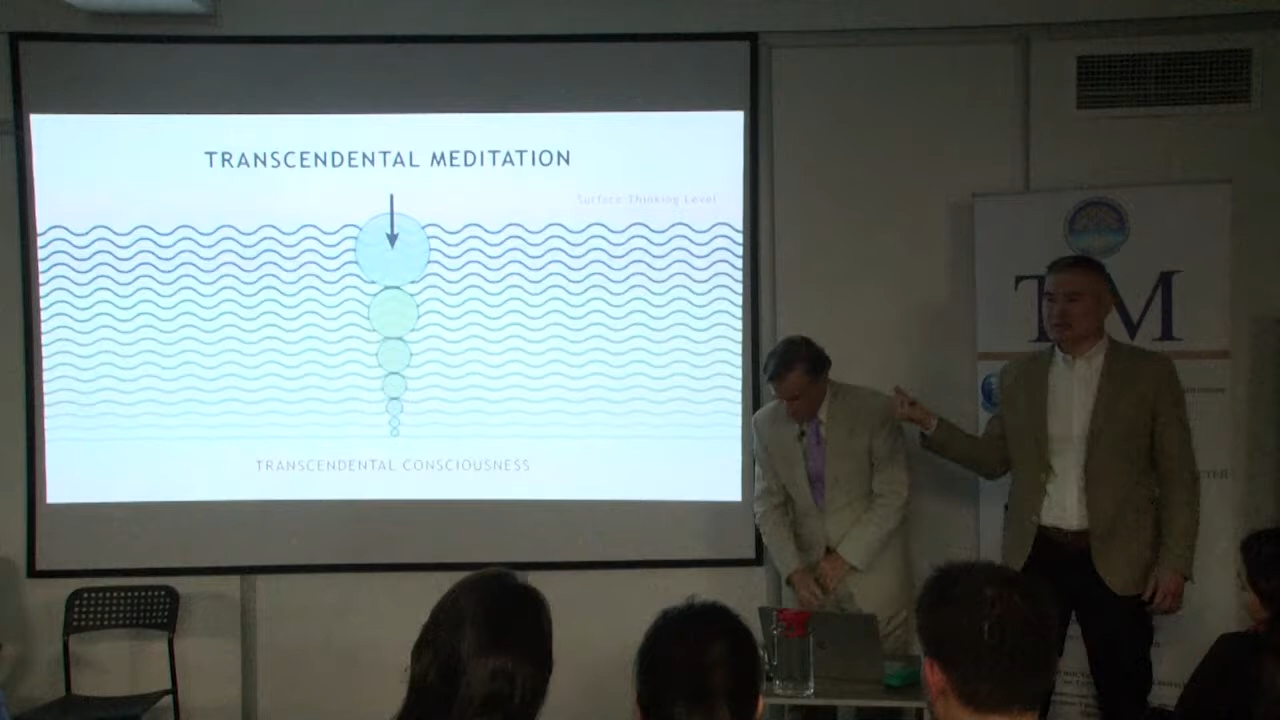 TRANSCENDENTAL MEDITATION
Surface Thinking Level
TRANSCENDENTAL CONSCIOUSNESS
TM